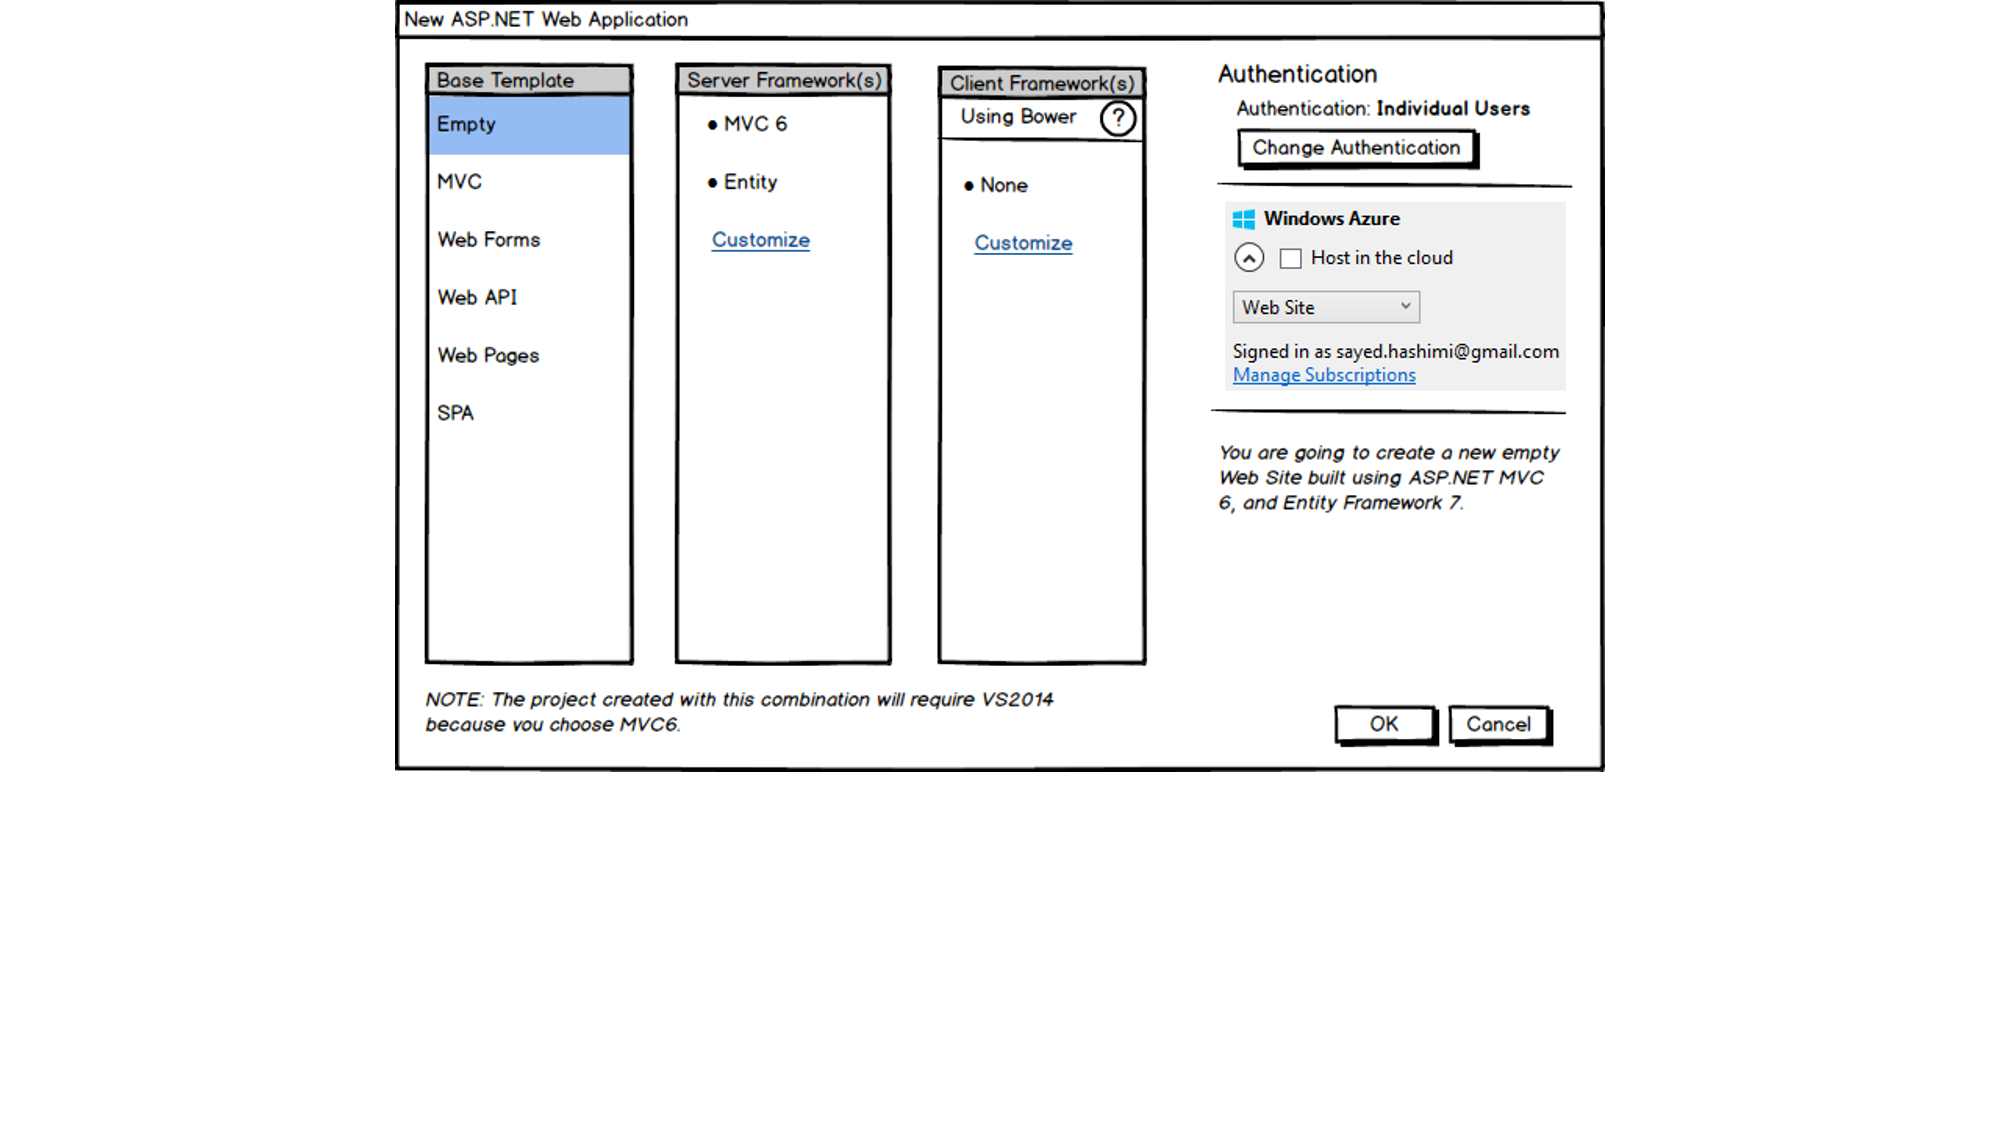 New ASP.NET Web Application
Base Template
Empty
MVC
Web Forms
Web API
Web Pages
SPA
Server Framework(s)
• MVC 6
• Entity
Customize
Client Framework(s)
Using Bower ?
• None
Customize
Authentication
Authentication: Individual Users
Change Authentication
Windows Azure
Host in the cloud
Web Site
Signed in as sayed.hashimi@gmail.com
Manage Subscriptions
You are going to create a new empty
Web Site built using ASP.NET MVC
6, and Entity Framework 7.
NOTE: The project created with this combination will require VS2014
because you choose MVC6.
OK
Cancel